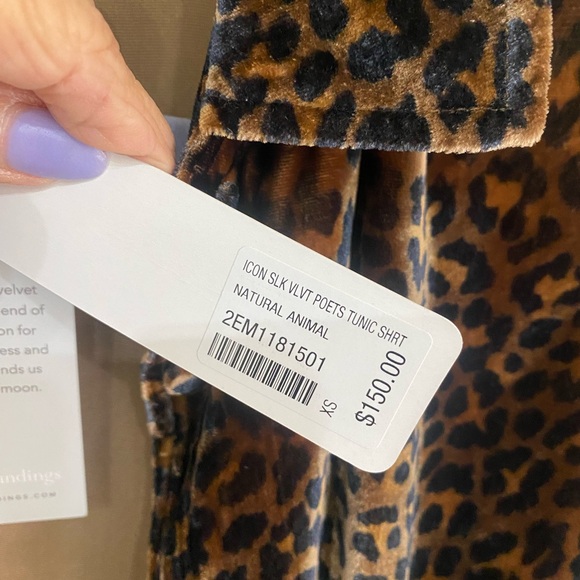 ICON SLK VLVT POETS TUNIC SHRT
NATURAL ANIMAL
2EM1181501
XS
$150.00
velvet
end of
on for
ess and
nds us
moon.
ndings
DINGS.COM